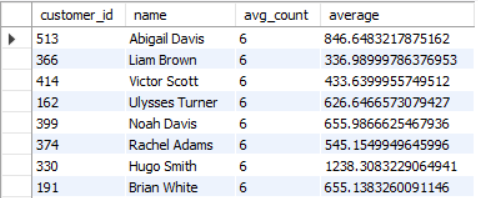 customer_id name avg_count average
513 Abigail Davis 6 846.6483217875162
366 Liam Brown 6 336.98999786376953
414 Victor Scott 6 433.6399955749512
162 Ulysses Turner 6 626.6466573079427
399 Noah Davis 6 655.9866625467936
374 Rachel Adams 6 545.1549949645996
330 Hugo Smith 6 1238.3083229064941
191 Brian White 6 655.1383260091146